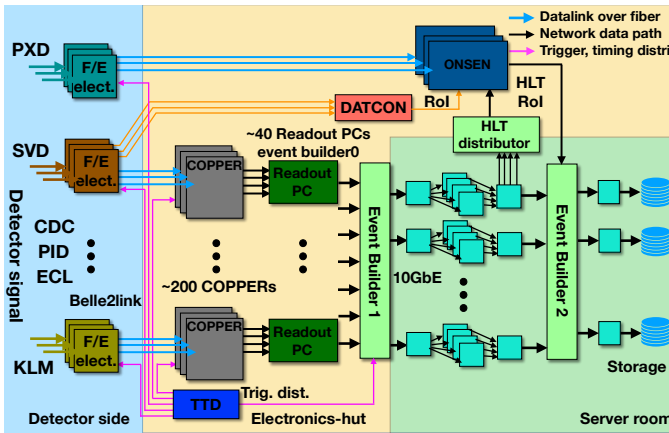 Datalink over fiber
Network data path
Trigger, timing distri
PXD
F/E
elect.
ONSEN
DATCON
RoI
HLT
RoI
HLT
distributor
SVD
F/E
elect.
~40 Readout PCs
event builder0
COPPER
Readout
PC
Detector signal
CDC
PID
ECL
Belle2link
~200 COPPERs
Event Builder 1
10GbE
Event Builder 2
KLM
F/E
elect.
COPPER
Readout
PC
Storage
TTD
Trig. dist.
Detector side
Electronics-hut
Server room